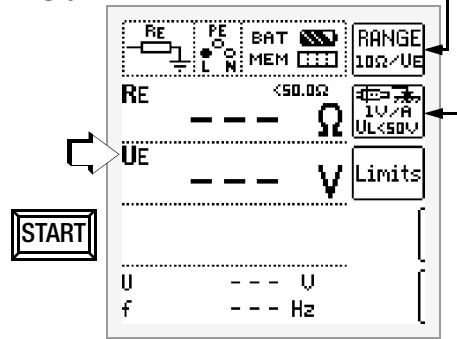 RE PE BAT RANGE
L N MEM 10Ω/UE
RE <50.0Ω
--- Ω
1V/A
UL<50V
UE
--- V
Limits
START
U --- V
f --- Hz